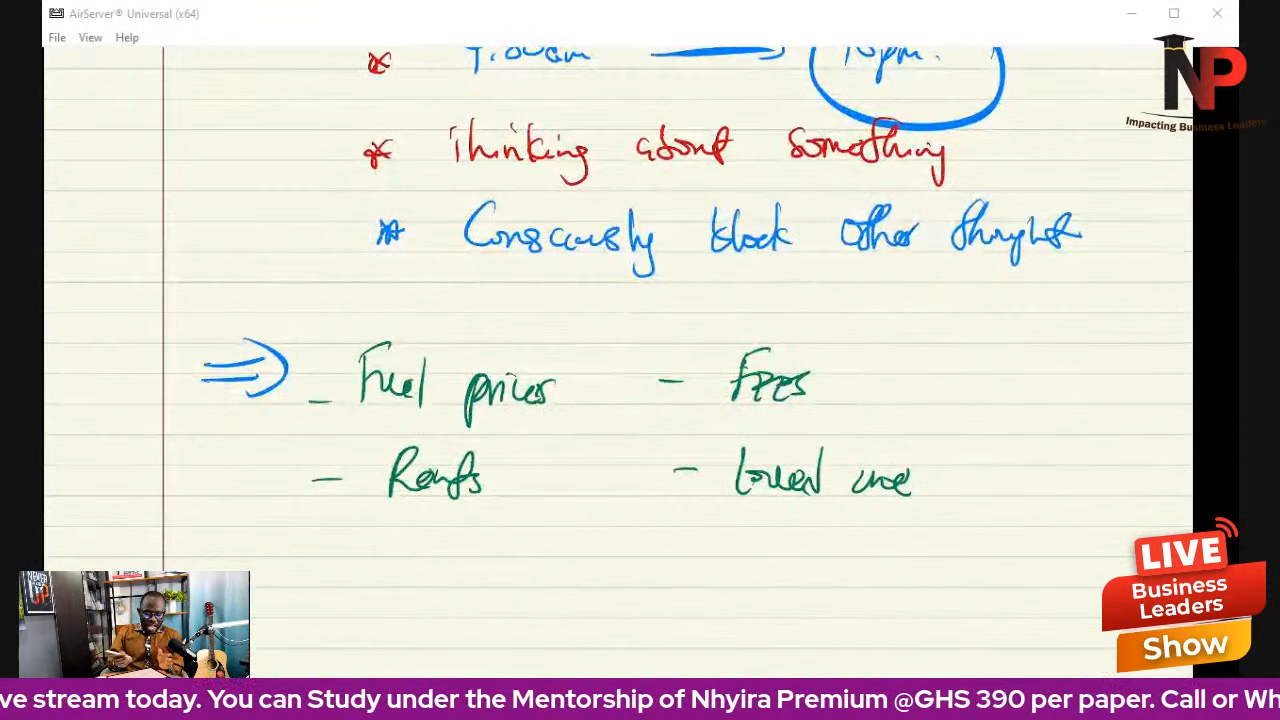 AirServer® Universal (x64)
File View Help
10pm.
NP
Impacting Business Leaders
* Thinking about something
* Consciously block other thoughts
⇒ - Fuel prices - Fees
- Rents - Loved one
LIVE
Business
Leaders
Show
ve stream today. You can Study under the Mentorship of Nhyira Premium @GHS 390 per paper. Call or Wh